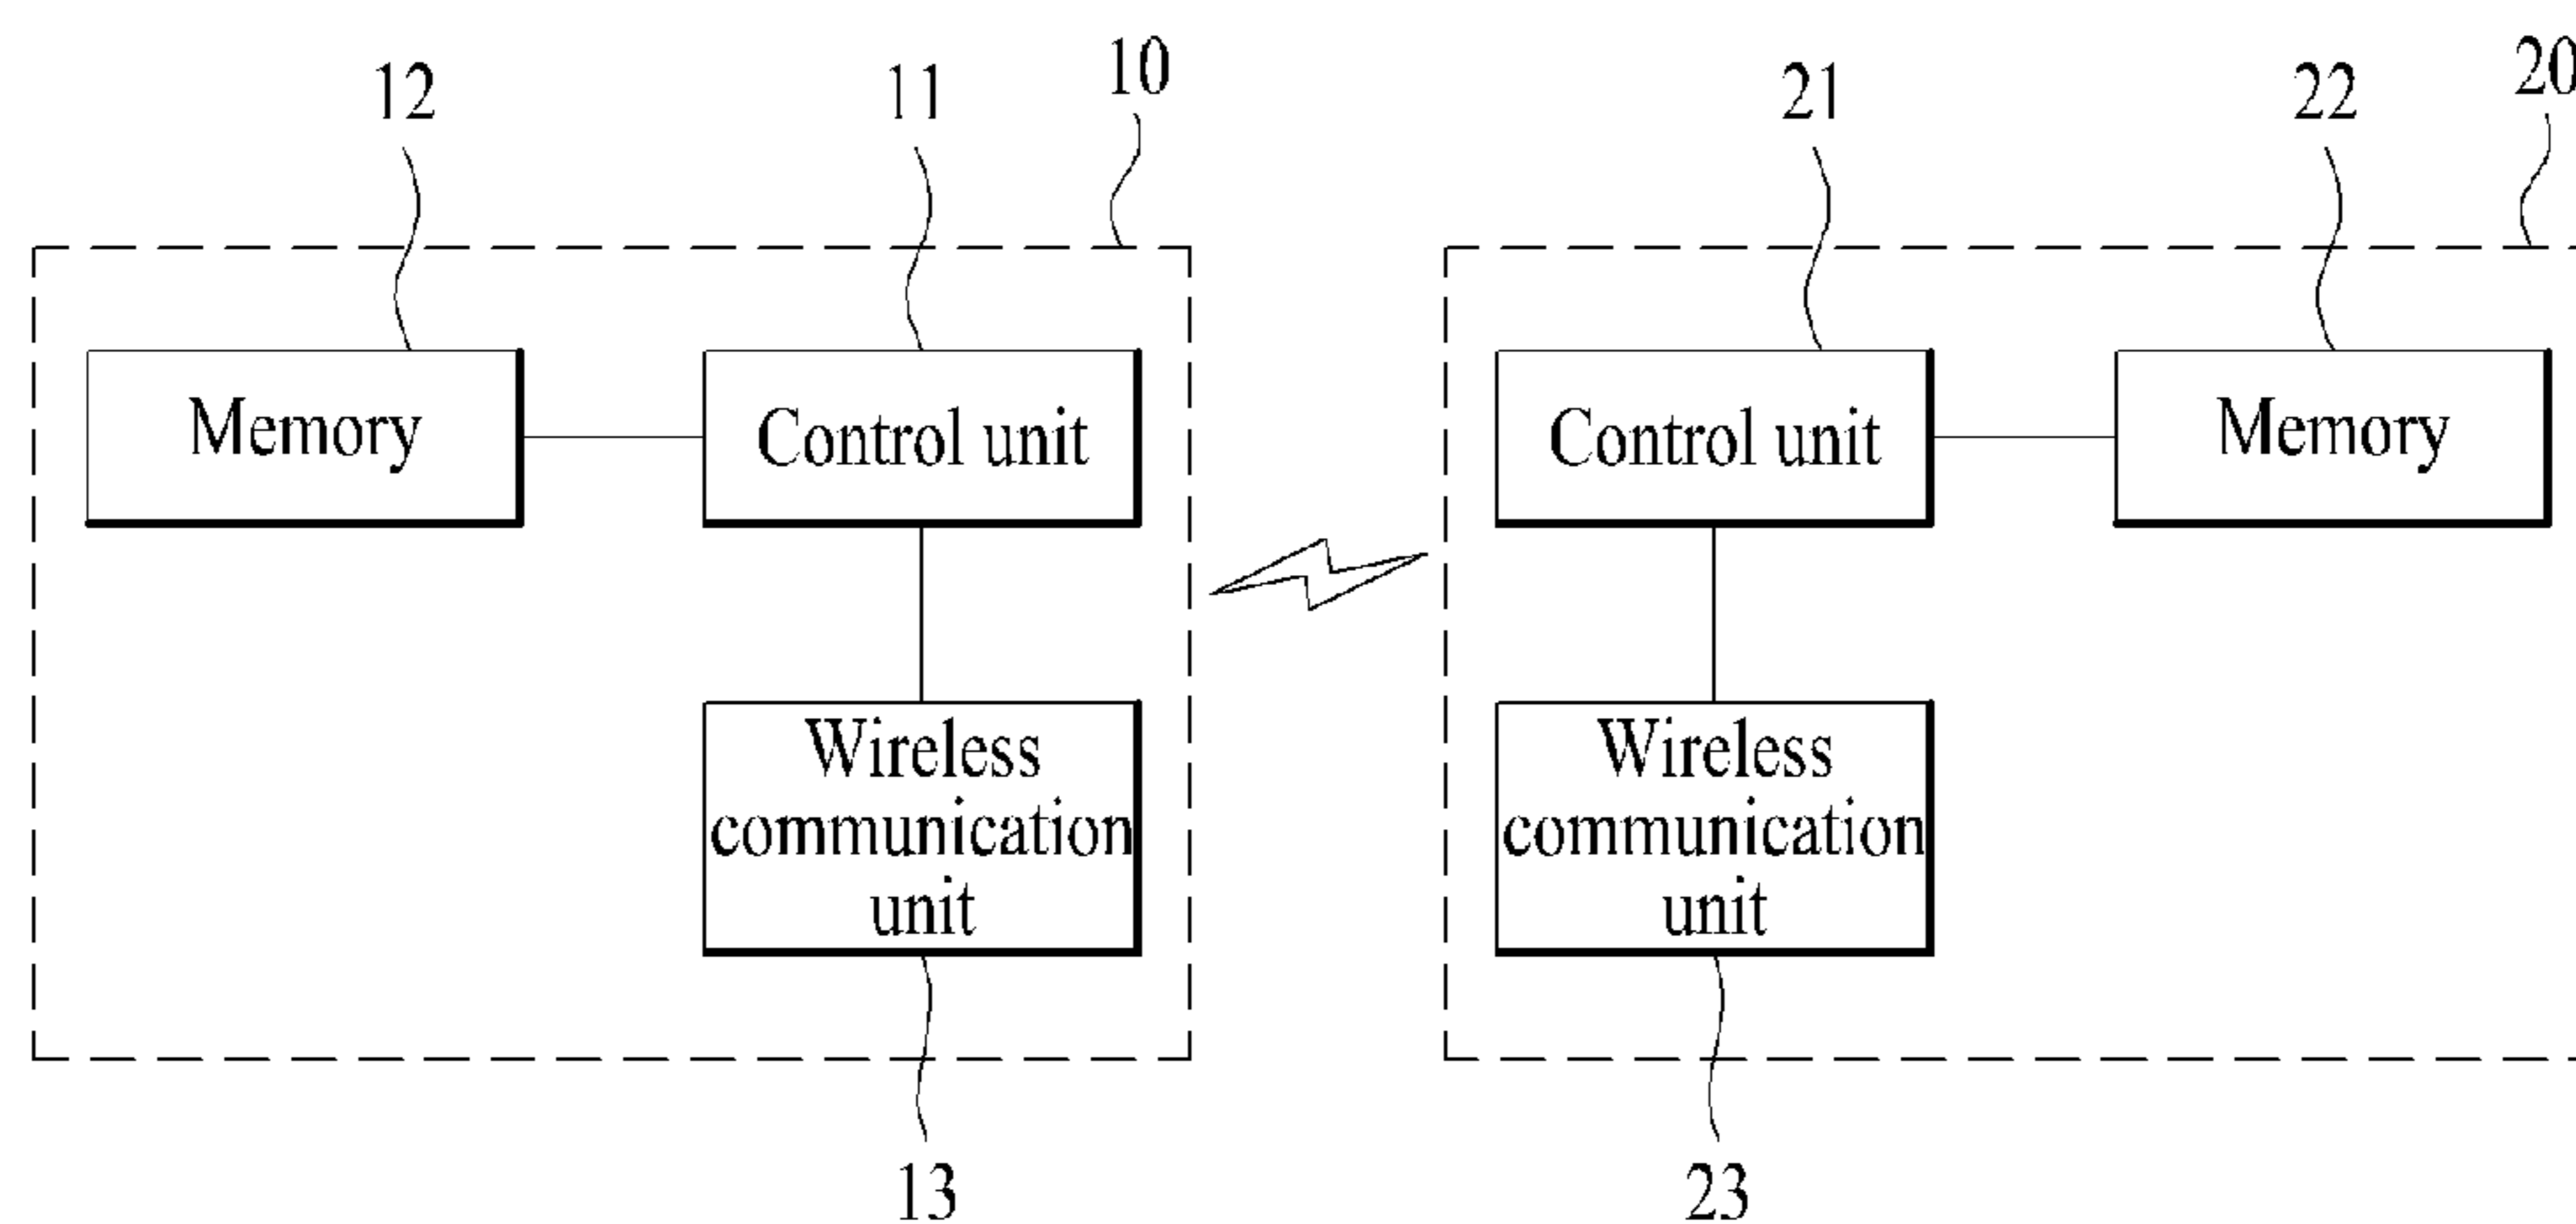 12
11
10
21
22
20
Memory
Control unit
Control unit
Memory
Wireless
communication
unit
Wireless
communication
unit
13
23